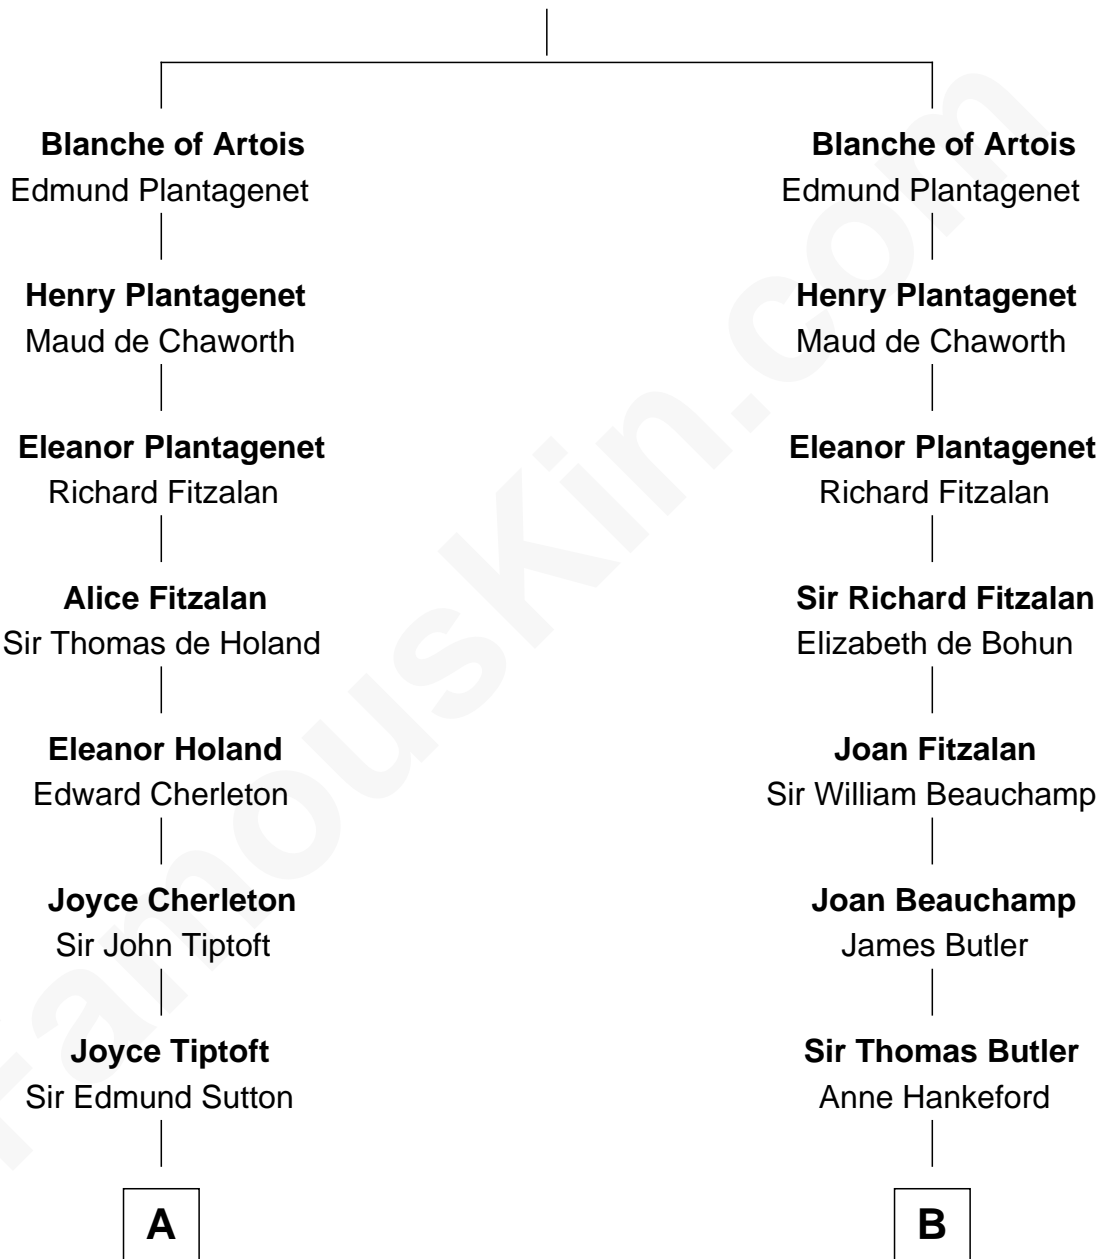 Blanche of Artois
Edmund Plantagenet
Henry Plantagenet
Maud de Chaworth
Eleanor Plantagenet
Richard Fitzalan
Alice Fitzalan
Sir Thomas de Holand
Eleanor Holand
Edward Cherleton
Joyce Cherleton
Sir John Tiptoft
Joyce Tiptoft
Sir Edmund Sutton
A
Blanche of Artois
Edmund Plantagenet
Henry Plantagenet
Maud de Chaworth
Eleanor Plantagenet
Richard Fitzalan
Sir Richard Fitzalan
Elizabeth de Bohun
Joan Fitzalan
Sir William Beauchamp
Joan Beauchamp
James Butler
Sir Thomas Butler
Anne Hankeford
B
FamousKin.com